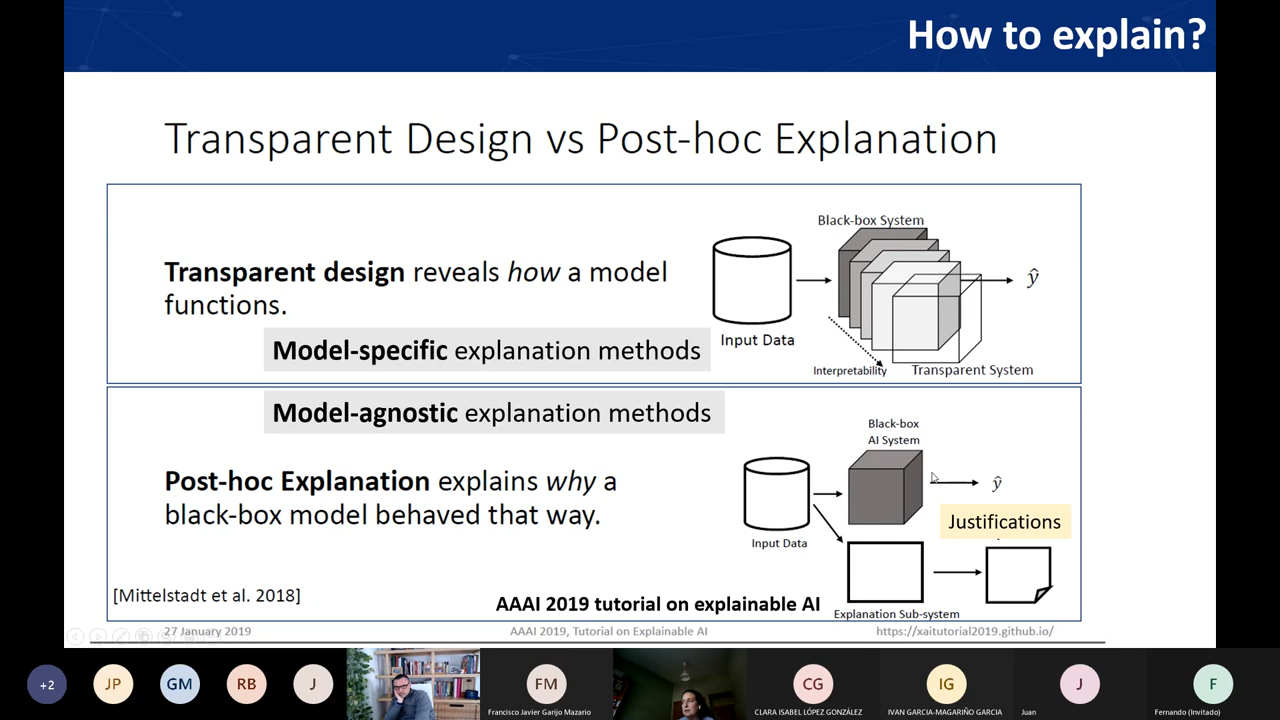 How to explain?
Transparent Design vs Post-hoc Explanation
Black-box System
Transparent design reveals how a model
functions.
ŷ
Input Data
Model-specific explanation methods
Interpretability
Transparent System
Model-agnostic explanation methods
Black-box
AI System
Post-hoc Explanation explains why a
black-box model behaved that way.
ŷ
Justifications
Input Data
[Mittelstadt et al. 2018]
AAAI 2019 tutorial on explainable AI
Explanation Sub-system
27 January 2019
AAAI 2019, Tutorial on Explainable AI
https://xaitutorial2019.github.io/
+2
JP
GM
RB
J
FM
CG
IG
J
F
Francisco Javier Garijo Mazario
CLARA ISABEL LÓPEZ GONZÁLEZ
IVAN GARCIA-MAGARIÑO GARCIA
Juan
Fernando (Invitado)